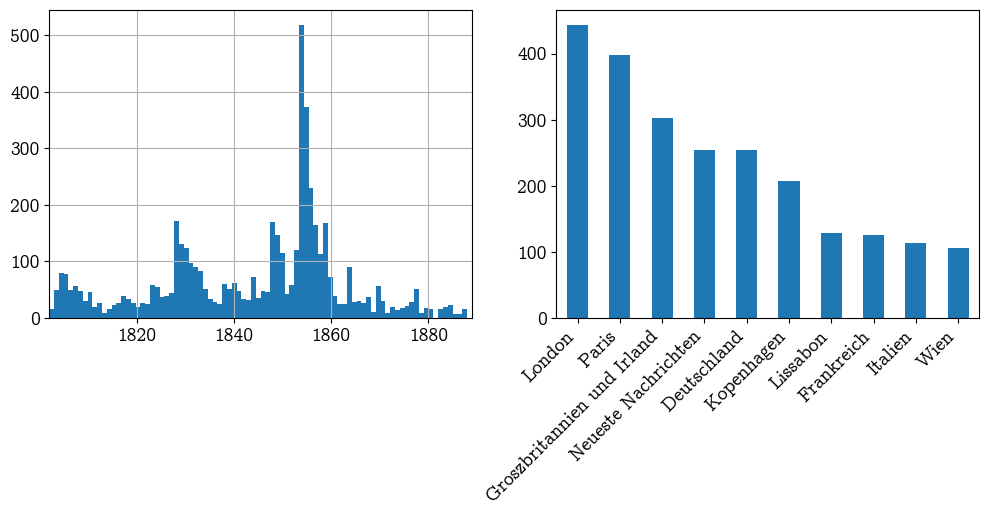 500
400
300
200
100
0
1820 1840 1860 1880
400
300
200
100
0
London
Paris
Groszbritannien und Irland
Neueste Nachrichten
Deutschland
Kopenhagen
Lissabon
Frankreich
Italien
Wien